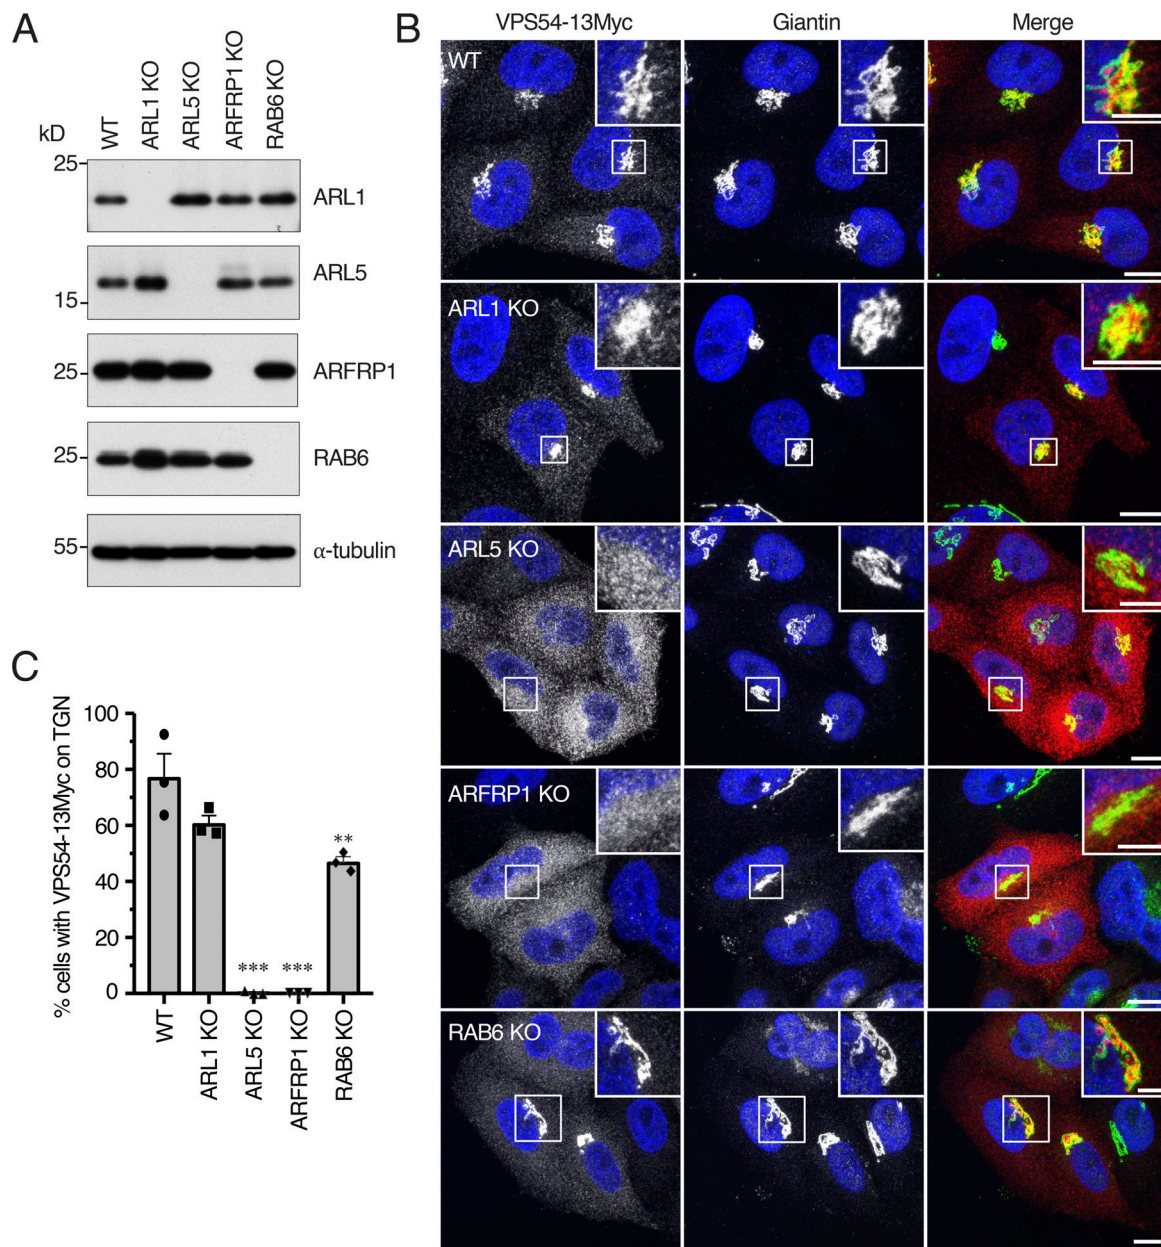 A
WT
ARL1 KO
ARL5 KO
ARFRP1 KO
RAB6 KO
kD
25
ARL1
ARL5
15
25
ARFRP1
25
RAB6
55
α-tubulin
B
VPS54-13Myc
Giantin
Merge
WT
ARL1 KO
ARL5 KO
ARFRP1 KO
RAB6 KO
C
% cells with VPS54-13Myc on TGN
100
80
60
40
20
0
***
***
**
WT
ARL1 KO
ARL5 KO
ARFRP1 KO
RAB6 KO